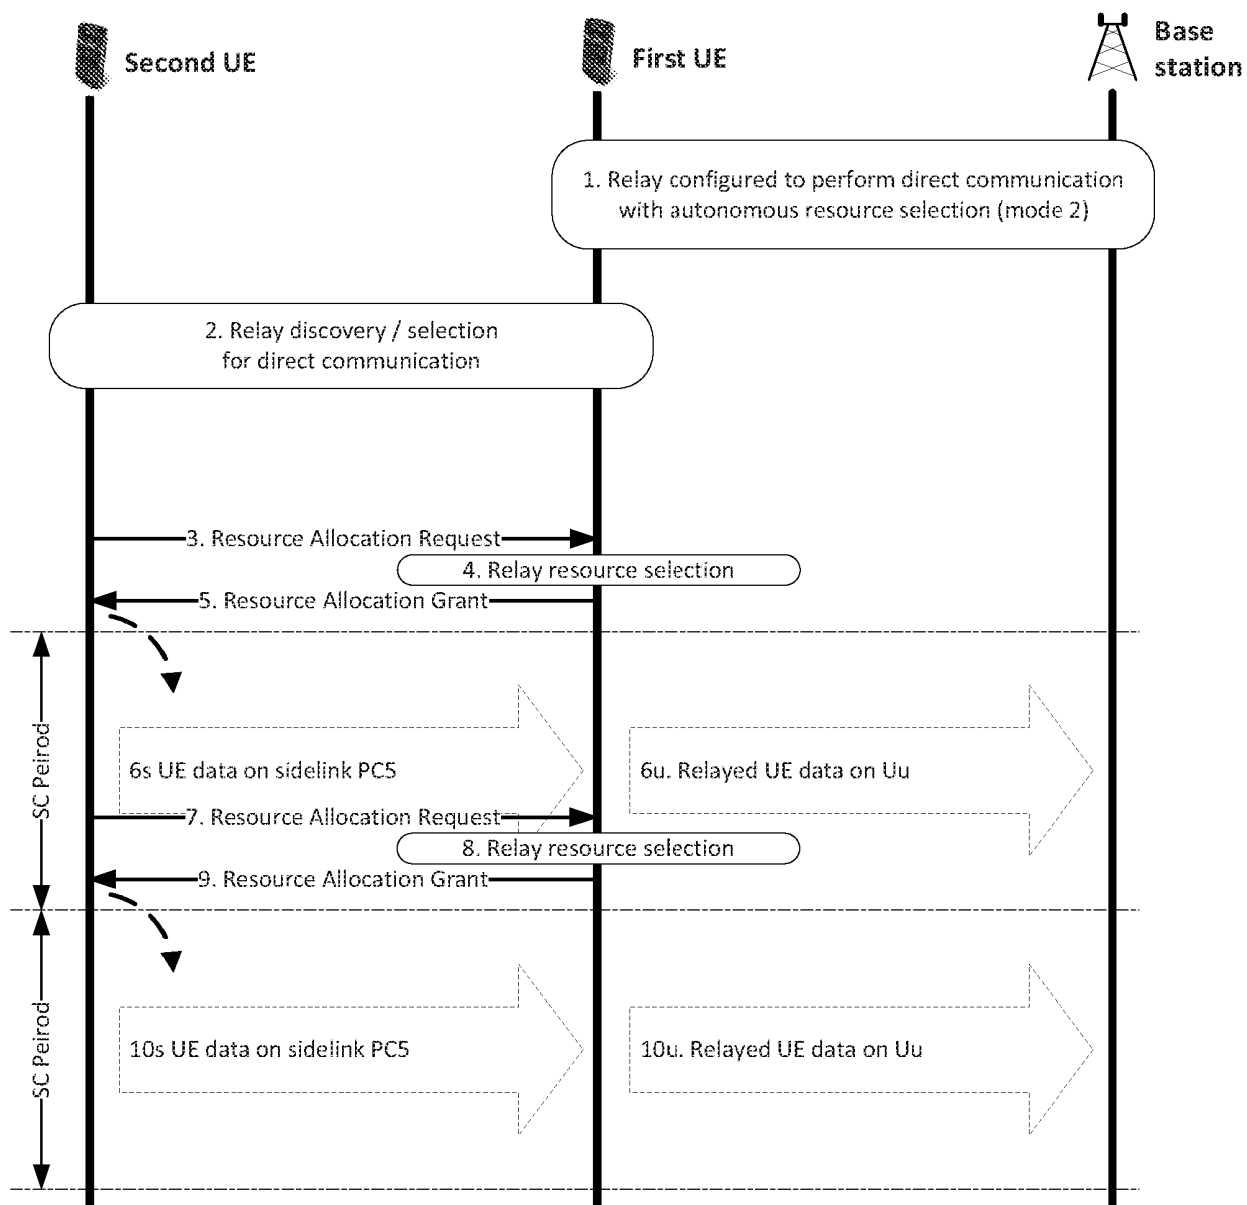 Second UE
First UE
Base
station
1. Relay configured to perform direct communication
with autonomous resource selection (mode 2)
2. Relay discovery / selection
for direct communication
3. Resource Allocation Request
4. Relay resource selection
5. Resource Allocation Grant
SC Peirod
6s UE data on sidelink PC5
6u. Relayed UE data on Uu
7. Resource Allocation Request
8. Relay resource selection
9. Resource Allocation Grant
SC Peirod
10s UE data on sidelink PC5
10u. Relayed UE data on Uu